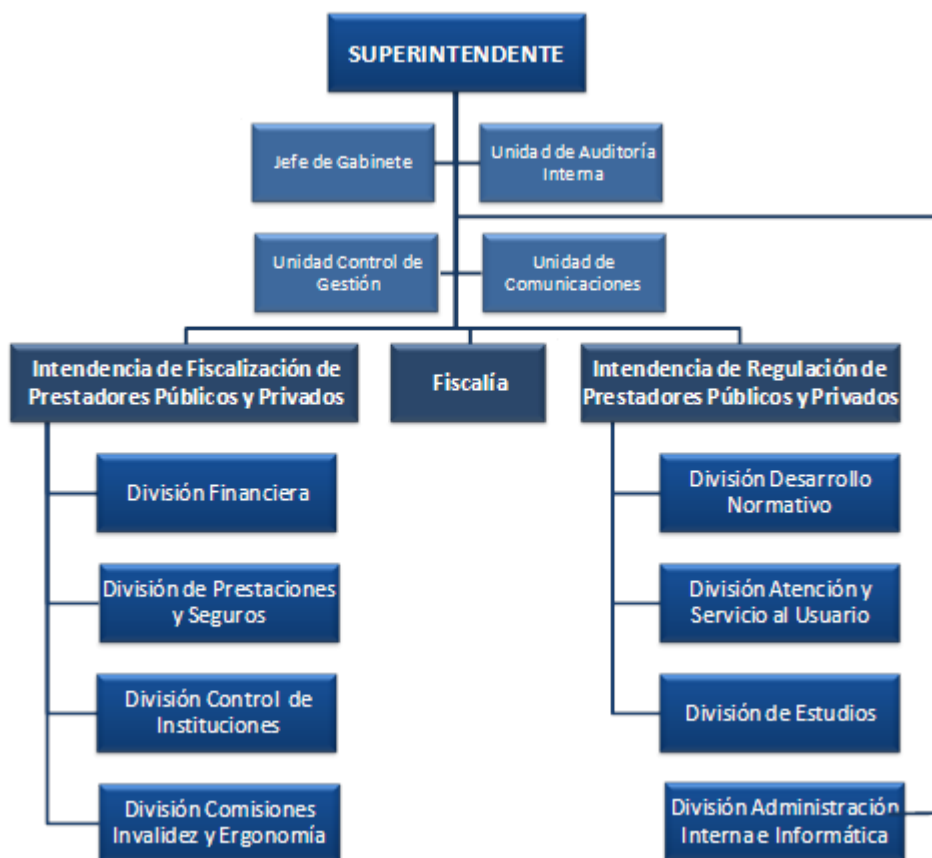 SUPERINTENDENTE
Jefe de Gabinete
Unidad de Auditoría
Interna
Unidad Control de
Gestión
Unidad de
Comunicaciones
Intendencia de Fiscalización de
Prestadores Públicos y Privados
Fiscalía
Intendencia de Regulación de
Prestadores Públicos y Privados
División Financiera
División de Prestaciones
y Seguros
División Control de
Instituciones
División Comisiones
Invalidez y Ergonomía
División Desarrollo
Normativo
División Atención y
Servicio al Usuario
División de Estudios
División Administración
Interna e Informática